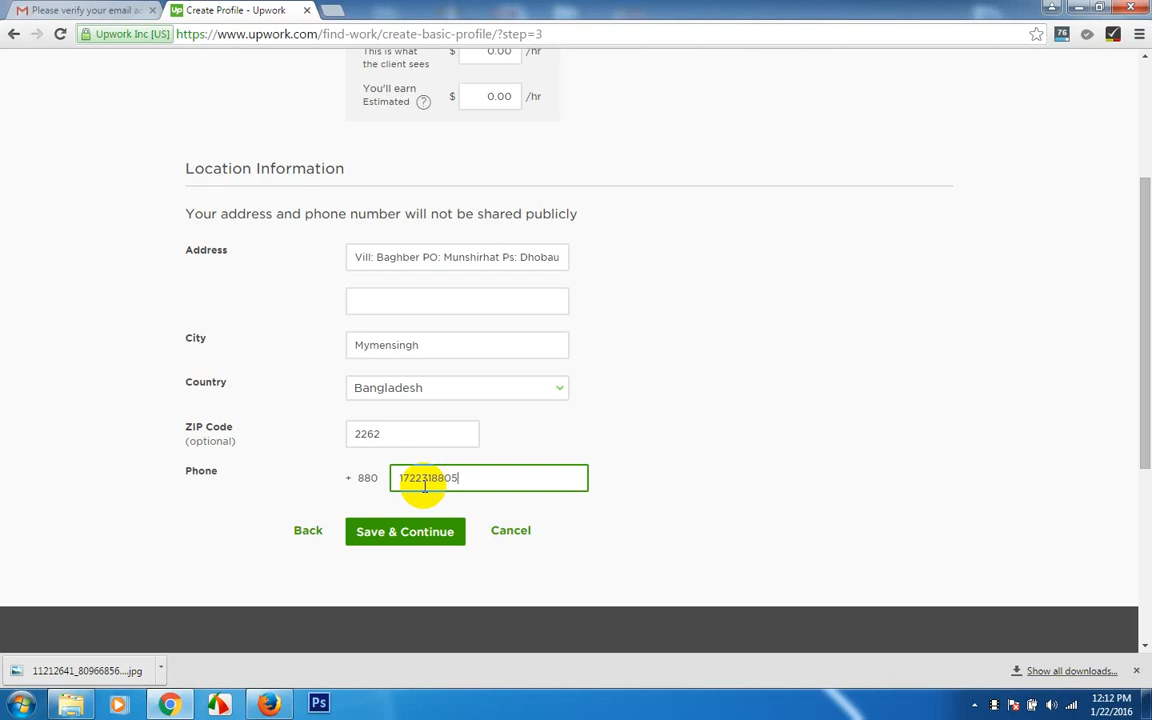 Please verify your email ac
Create Profile - Upwork
Upwork Inc [US]
https://www.upwork.com/find-work/create-basic-profile/?step=3
76
This is what
the client sees
$ 0.00 /hr
You'll earn
Estimated ?
$ 0.00 /hr
Location Information
Your address and phone number will not be shared publicly
Address
Vill: Baghber PO: Munshirhat Ps: Dhobau
City
Mymensingh
Country
Bangladesh
ZIP Code
(optional)
2262
Phone
+ 880 1722318805
Back
Save & Continue
Cancel
11212641_80966856....jpg
Show all downloads...
Ps
12:12 PM
1/22/2016